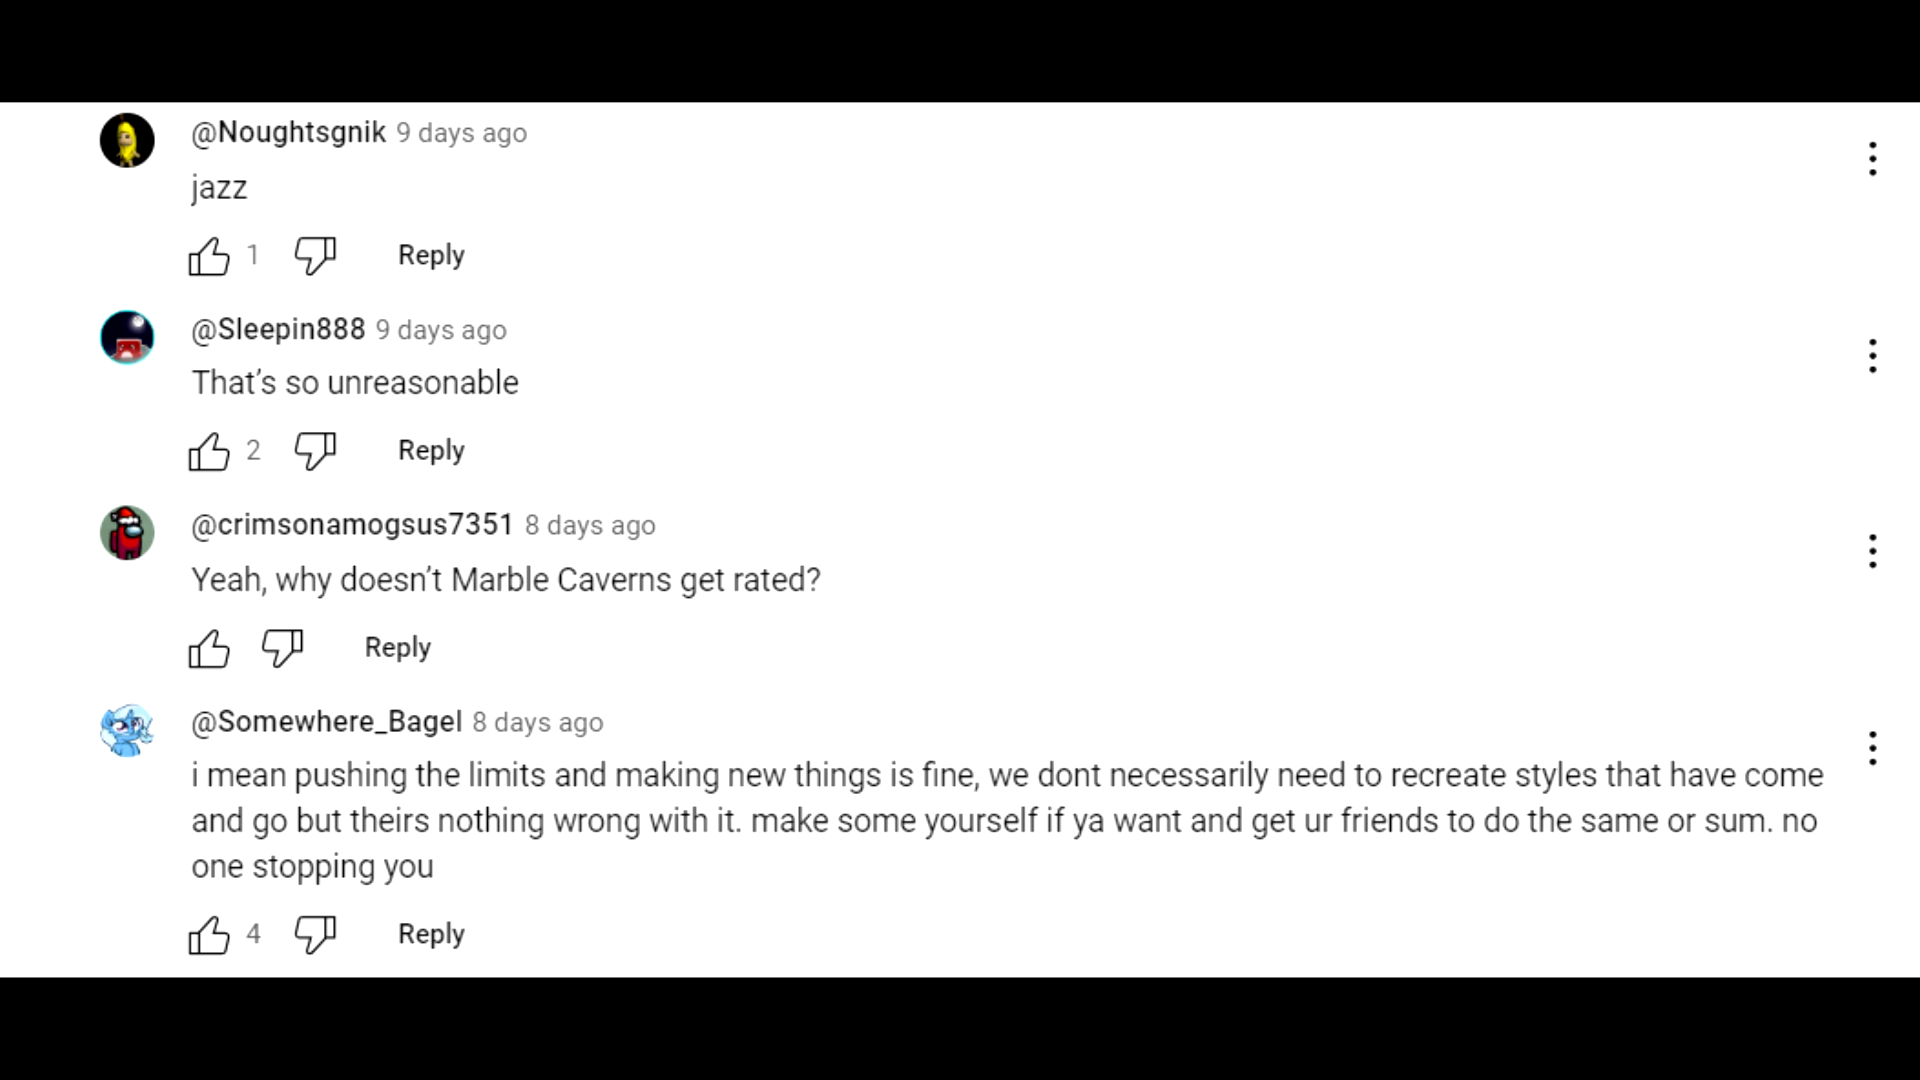 @Noughtsgnik 9 days ago
jazz
1 Reply
@Sleepin888 9 days ago
That’s so unreasonable
2 Reply
@crimsonamogsus7351 8 days ago
Yeah, why doesn’t Marble Caverns get rated?
Reply
@Somewhere_Bagel 8 days ago
i mean pushing the limits and making new things is fine, we dont necessarily need to recreate styles that have come
and go but theirs nothing wrong with it. make some yourself if ya want and get ur friends to do the same or sum. no
one stopping you
4 Reply